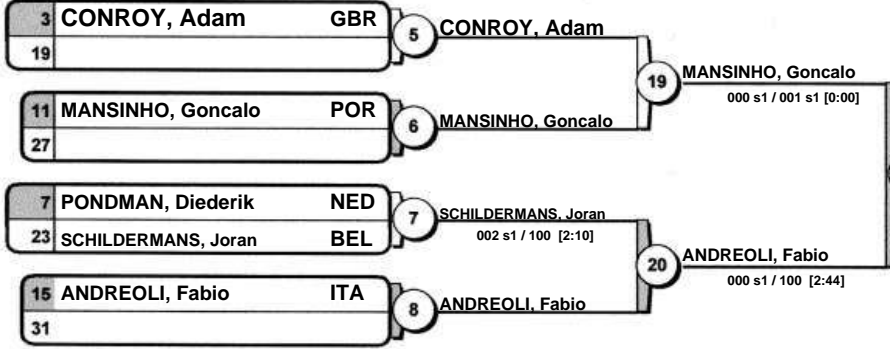 3 CONROY, Adam GBR
19
5
CONROY, Adam
11 MANSINHO, Goncalo POR
27
6
MANSINHO, Goncalo
19
MANSINHO, Goncalo
000 s1 / 001 s1 [0:00]
7 PONDMAN, Diederik NED
23 SCHILDERMANS, Joran BEL
7
SCHILDERMANS, Joran
002 s1 / 100 [2:10]
15 ANDREOLI, Fabio ITA
31
8
ANDREOLI, Fabio
20
ANDREOLI, Fabio
000 s1 / 100 [2:44]